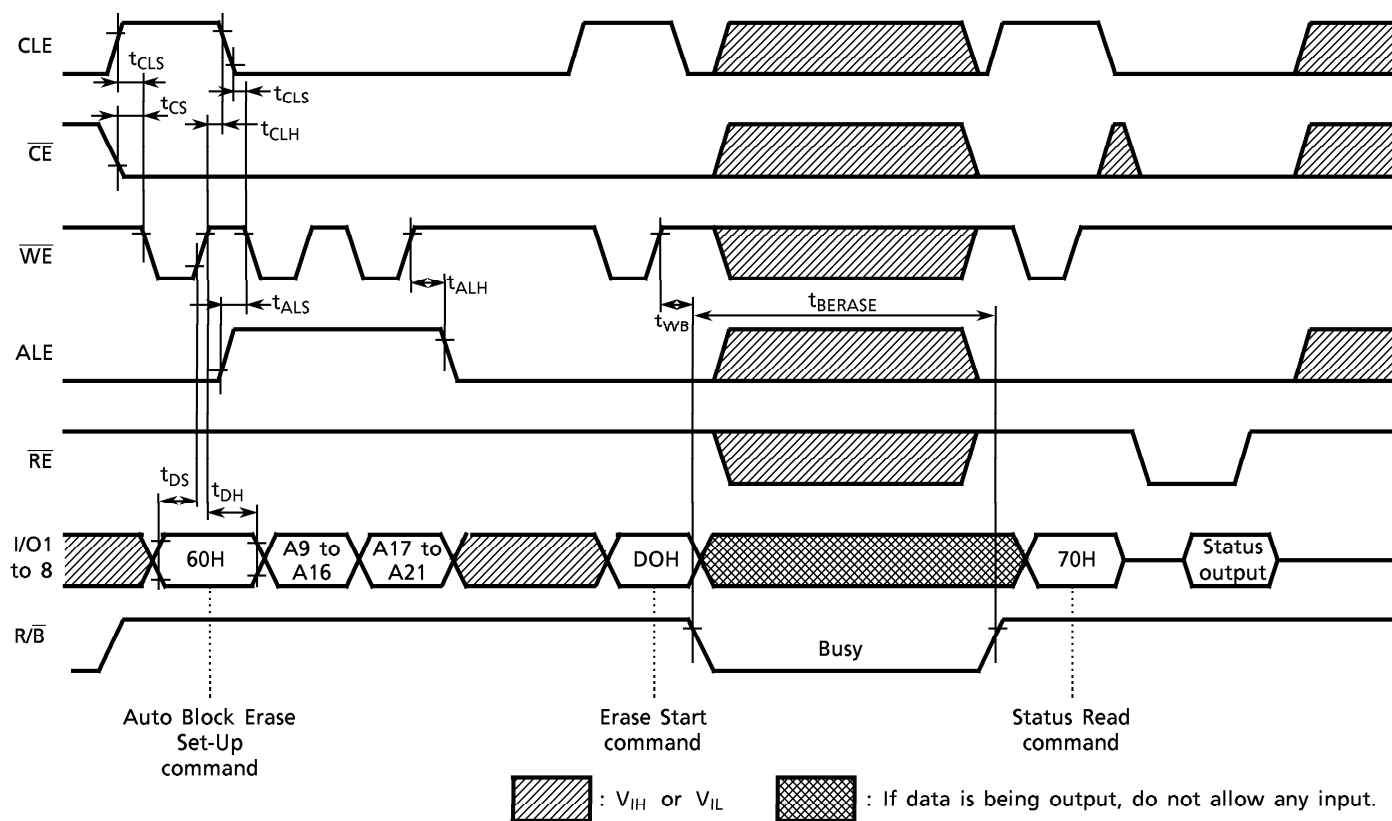 CLE
tCLS
tCLS
tCS
tCLH
CE
WE
tALH
tALS
tWB
tBERASE
ALE
RE
tDS
tDH
I/O1
to 8
60H
A9 to
A16
A17 to
A21
DOH
70H
Status
output
R/B
Busy
Auto Block Erase
Set-Up
command
Erase Start
command
Status Read
command
: VIH or VIL
: If data is being output, do not allow any input.